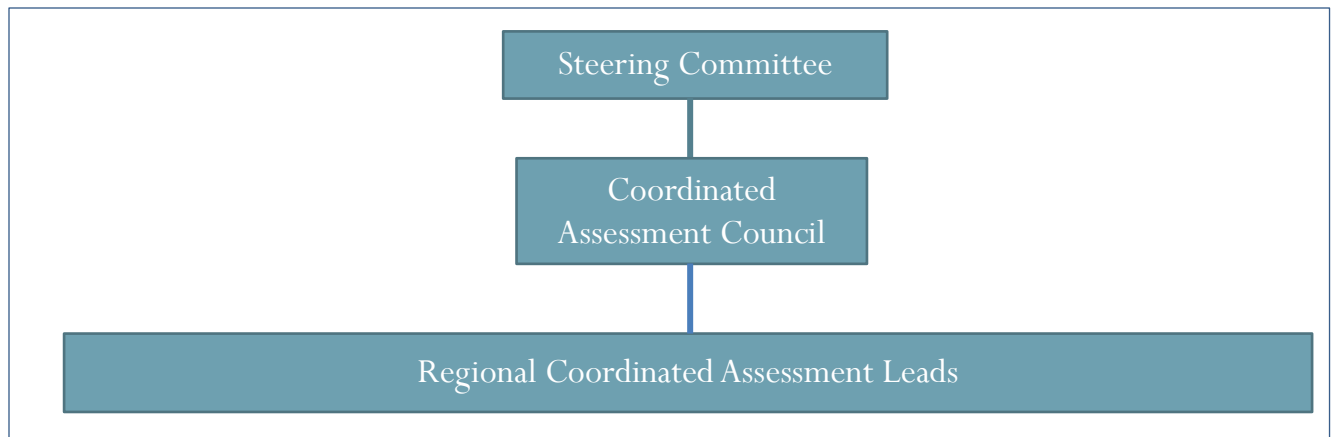 Steering Committee
Coordinated
Assessment Council
Regional Coordinated Assessment Leads